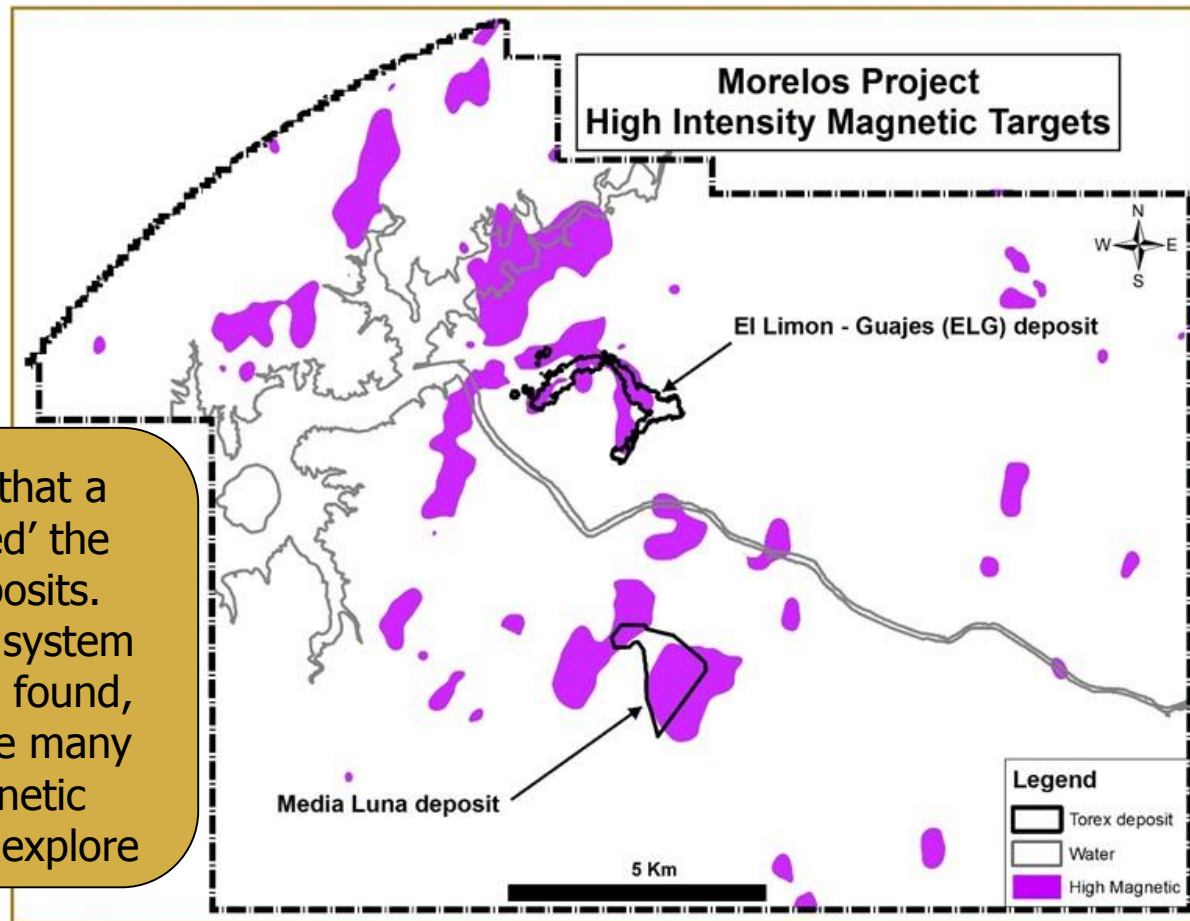 Morelos Project
High Intensity Magnetic Targets
N
W E
S
El Limon - Guajes (ELG) deposit
that a
ed’ the
posits.
system
found,
e many
netic
explore
Media Luna deposit
5 Km
Legend
Torex deposit
Water
High Magnetic